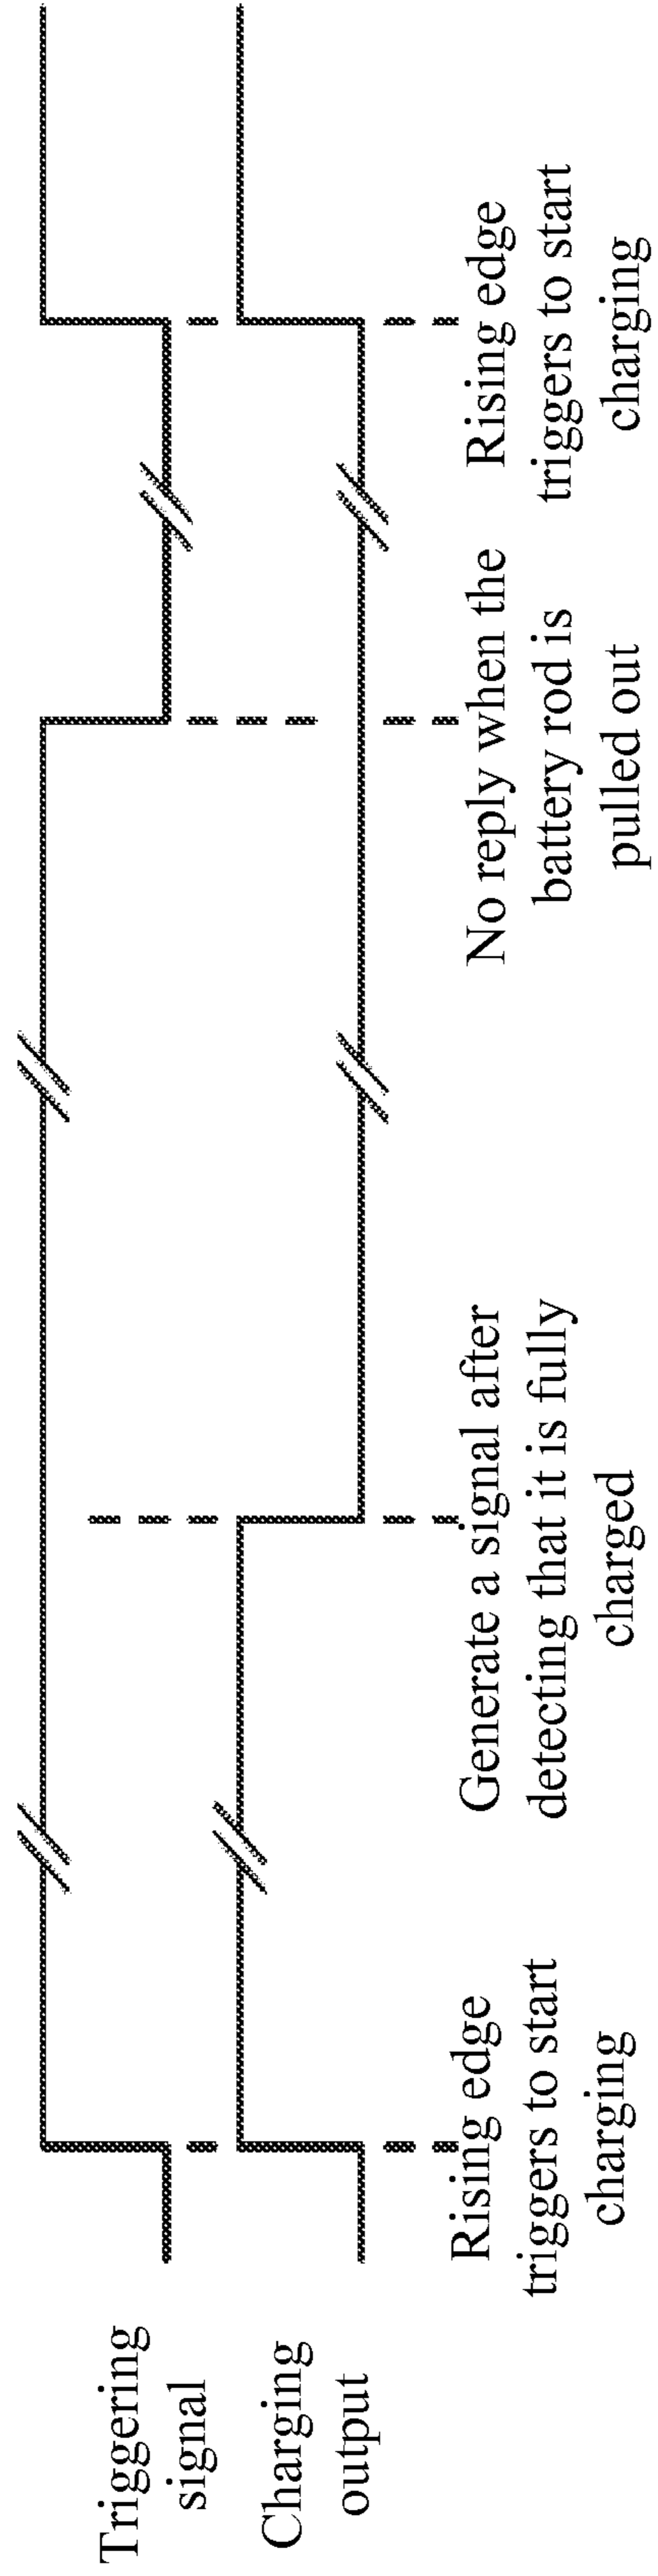 Triggering
signal
Charging
output
Rising edge
triggers to start
charging
Generate a signal after
detecting that it is fully
charged
No reply when the
battery rod is
pulled out
Rising edge
triggers to start
charging